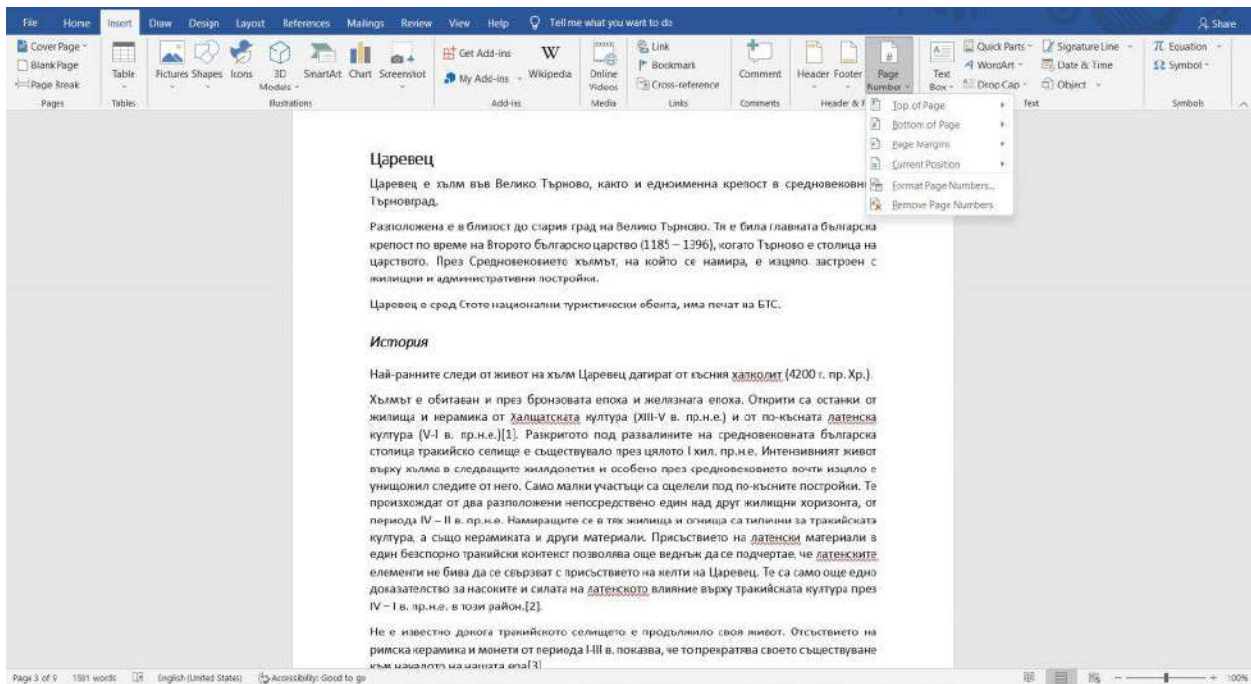 File Home Insert Draw Design Layout References Mailings Review View Help Tell me what you want to do Share
Cover Page
Blank Page
Page Break
Pages
Table
Tables
Pictures Shapes Icons 3D Models SmartArt Chart Screenshot
Illustrations
Get Add-ins
My Add-ins
Wikipedia
Add-ins
Online Videos
Media
Link
Bookmark
Cross-reference
Links
Comment
Comments
Header Footer Page Number
Header & F
Text Box
Quick Parts
WordArt
Drop Cap
Signature Line
Date & Time
Object
Text
Equation
Symbol
Symbols
Top of Page
Bottom of Page
Page Margins
Current Position
Format Page Numbers...
Remove Page Numbers
Царевец
Царевец е хълм във Велико Търново, както и едноименна крепост в средновековни
Търновград.
Разположена е в близост до стария град на Велико Търново. Тя е била главната българска
крепост по време на Второто българско царство (1185 – 1396), когато Търново е столица на
царството. През Средновековието хълмът, на който се намира, е изцяло застроен с
жилищни и административни постройки.
Царевец е сред Стоте национални туристически обекта, има печат на БТС.
История
Най-ранните следи от живот на хълм Царевец датират от късния халколит (4200 г. пр. Хр.).
Хълмът е обитаван и през бронзовата епоха и желязната епоха. Открити са останки от
жилища и керамика от Халщатската култура (XIII-V в. пр.н.е.) и от по-късната латенска
култура (V-I в. пр.н.е.)[1]. Разкритото под развалините на средновековната българска
столица тракийско селище е съществувало през цялото I хил. пр.н.е. Интензивният живот
върху хълма в следващите хилядолетия и особено през средновековието почти изцяло е
унищожил следите от него. Само малки участъци са оцелели под по-късните постройки. Те
произхождат от два разположени непосредствено един над друг жилищни хоризонта, от
периода IV – II в. пр.н.е. Намиращите се в тях жилища и огнища са типични за тракийската
култура, а също керамиката и други материали. Присъствието на латенски материали в
един безспорно тракийски контекст позволява още веднъж да се подчертае, че латенските
елементи не бива да се свързват с присъствието на келти на Царевец. Те са само още едно
доказателство за насоките и силата на латенското влияние върху тракийската култура през
IV – I в. пр.н.е. в този район.[2].
Не е известно докога тракийското селището е продължило своя живот. Отсъствието на
римска керамика и монети от периода I-III в. показва, че то прекратява своето съществуване
към началото на нашата ера[3]
Page 3 of 9 1581 words English (United States) Accessibility: Good to go 100%